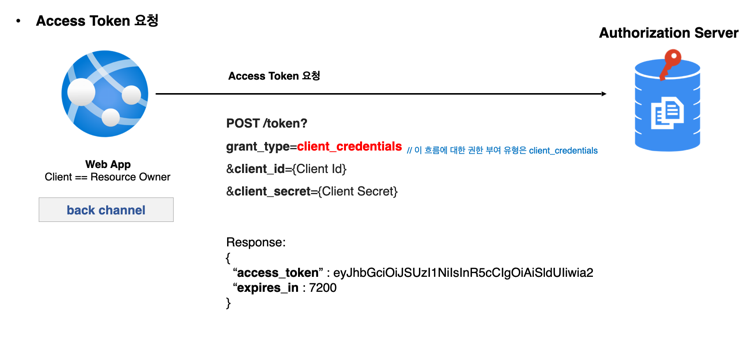 • Access Token 요청
Authorization Server
Access Token 요청
POST /token?
grant_type=client_credentials // 이 흐름에 대한 권한 부여 유형은 client_credentials
&client_id={Client Id}
&client_secret={Client Secret}
Web App
Client == Resource Owner
back channel
Response:
{
“access_token” : eyJhbGciOiJSUzI1NiIsInR5cCIgOiAiSldUIiwia2
“expires_in : 7200
}